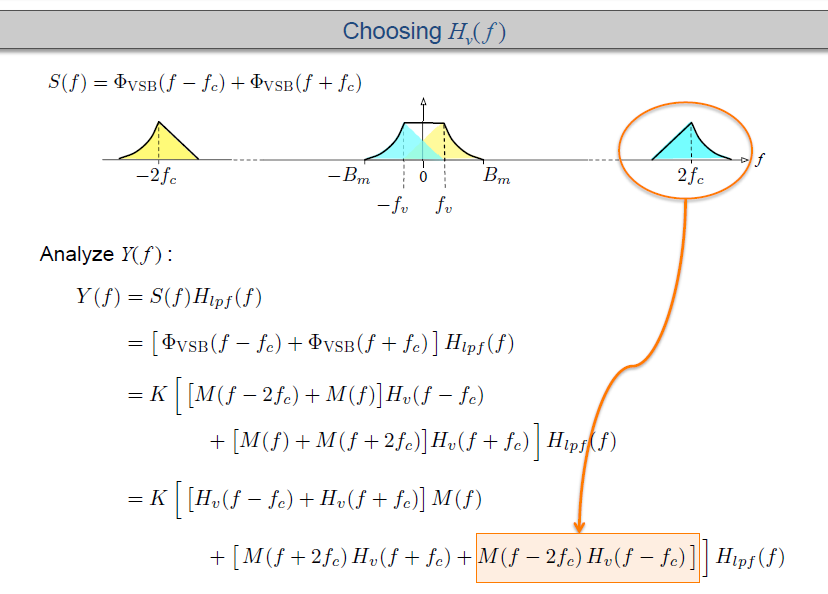 Choosing H_v(f)
S(f) = Φ_VSB(f − f_c) + Φ_VSB(f + f_c)
f
−2f_c −B_m 0 B_m 2f_c
−f_v f_v
Analyze Y(f) :
Y(f) = S(f)H_lpf(f)
= [ Φ_VSB(f − f_c) + Φ_VSB(f + f_c) ] H_lpf(f)
= K [ [M(f − 2f_c) + M(f)]H_v(f − f_c)
+ [M(f) + M(f + 2f_c)]H_v(f + f_c) ] H_lpf(f)
= K [ [H_v(f − f_c) + H_v(f + f_c)] M(f)
+ [ M(f + 2f_c) H_v(f + f_c) + M(f − 2f_c) H_v(f − f_c) ] ] H_lpf(f)